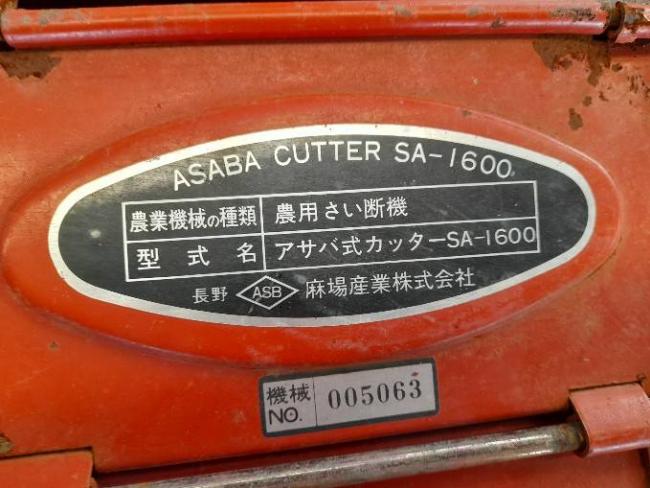 ASABA CUTTER SA-1600
農業機械の種類 農用さい断機
型式名 アサバ式カッターSA-1600
長野 ASB 麻場産業株式会社
機械 NO. 005063